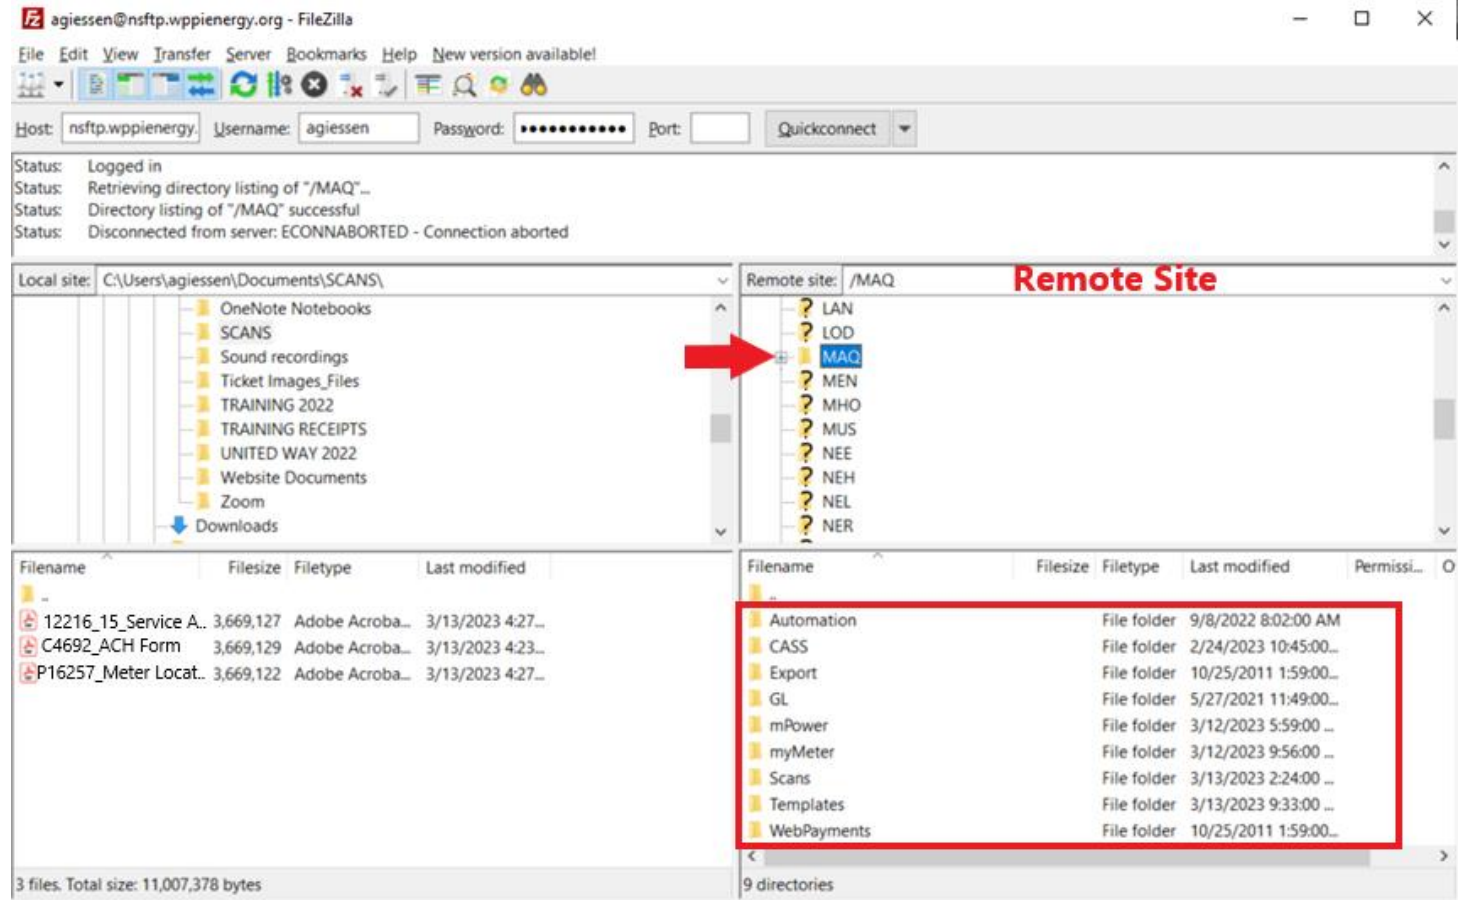 agiessen@nsftp.wppienergy.org - FileZilla
File Edit View Transfer Server Bookmarks Help New version available!
Host: nsftp.wppienergy. Username: agiessen Password: ●●●●●●●●●●● Port: Quickconnect
Status: Logged in
Status: Retrieving directory listing of "/MAQ"...
Status: Directory listing of "/MAQ" successful
Status: Disconnected from server: ECONNABORTED - Connection aborted
Local site: C:\Users\agiessen\Documents\SCANS\
OneNote Notebooks
SCANS
Sound recordings
Ticket Images_Files
TRAINING 2022
TRAINING RECEIPTS
UNITED WAY 2022
Website Documents
Zoom
Downloads
Remote site: /MAQ Remote Site
LAN
LOD
MAQ
MEN
MHO
MUS
NEE
NEH
NEL
NER
Filename Filesize Filetype Last modified
..
12216_15_Service A.. 3,669,127 Adobe Acroba... 3/13/2023 4:27...
C4692_ACH Form 3,669,129 Adobe Acroba... 3/13/2023 4:23...
P16257_Meter Locat.. 3,669,122 Adobe Acroba... 3/13/2023 4:27...
3 files. Total size: 11,007,378 bytes
Filename Filesize Filetype Last modified Permissi... O
..
Automation File folder 9/8/2022 8:02:00 AM
CASS File folder 2/24/2023 10:45:00...
Export File folder 10/25/2011 1:59:00...
GL File folder 5/27/2021 11:49:00...
mPower File folder 3/12/2023 5:59:00 ...
myMeter File folder 3/12/2023 9:56:00 ...
Scans File folder 3/13/2023 2:24:00 ...
Templates File folder 3/13/2023 9:33:00 ...
WebPayments File folder 10/25/2011 1:59:00...
9 directories